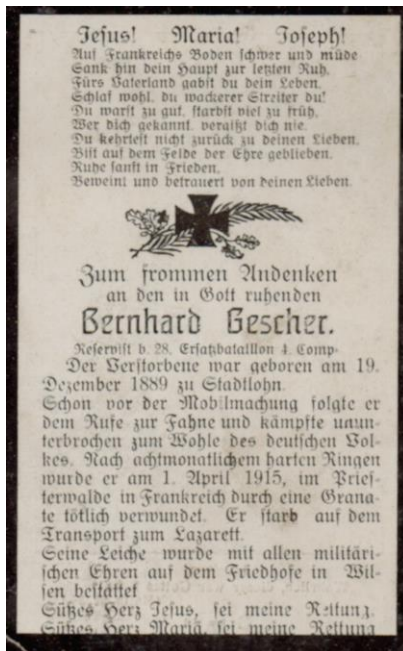 Jesus! Maria! Joseph!
Auf Frankreichs Boden schwer und müde
Sank hin dein Haupt zur letzten Ruh.
Fürs Vaterland gabst du dein Leben.
Schlaf wohl, du wackerer Streiter du!
Du warst zu gut, starbst viel zu früh,
Wer dich gekannt, vergißt dich nie.
Du kehrtest nicht zurück zu deinen Lieben.
Bist auf dem Felde der Ehre geblieben.
Ruhe sanft in Frieden.
Beweint und betrauert von deinen Lieben.
Zum frommen Andenken
an den in Gott ruhenden
Bernhard Gescher.
Reservist b. 28. Ersatzbataillon 4. Comp.
Der Verstorbene war geboren am 19.
Dezember 1889 zu Stadtlohn.
Schon vor der Mobilmachung folgte er
dem Rufe zur Fahne und kämpfte unun-
terbrochen zum Wohle des deutschen Vol-
kes. Nach achtmonatlichem harten Ringen
wurde er am 1. April 1915, im Pries-
terwalde in Frankreich durch eine Grana-
te tötlich verwundet. Er starb auf dem
Transport zum Lazarett.
Seine Leiche wurde mit allen militäri-
schen Ehren auf dem Friedhofe in Wil-
sen bestattet
Süßes Herz Jesus, sei meine Rettung.
Süßes Herz Mariä, sei meine Rettung